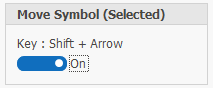 Move Symbol (Selected)
Key : Shift + Arrow
On